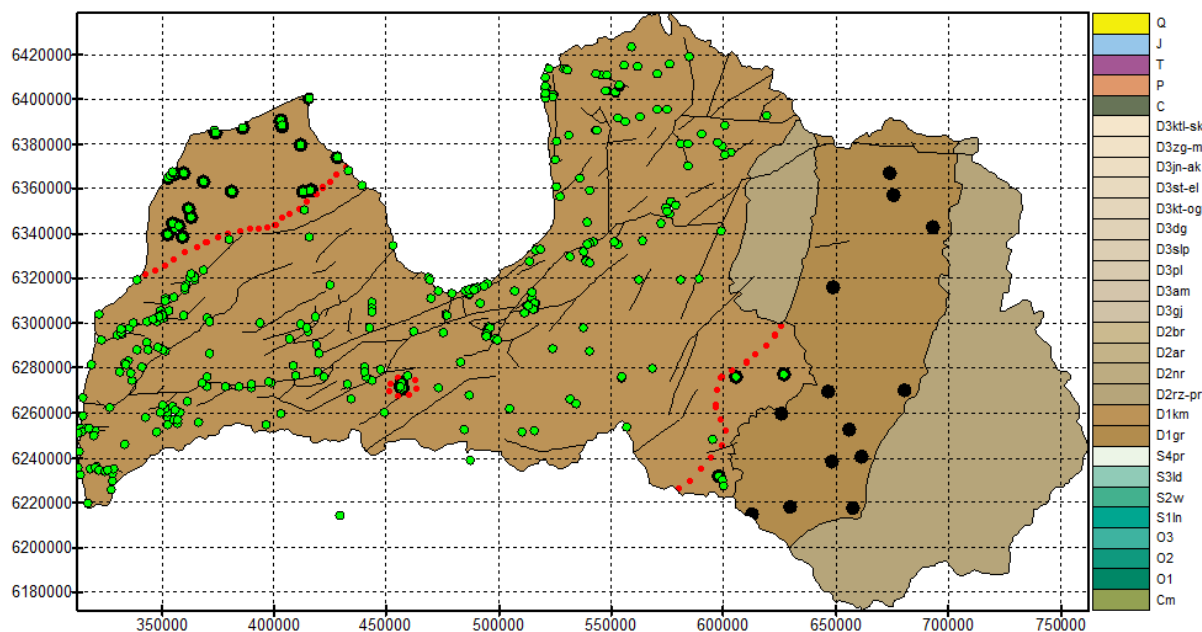 6420000
6400000
6380000
6360000
6340000
6320000
6300000
6280000
6260000
6240000
6220000
6200000
6180000
350000
400000
450000
500000
550000
600000
650000
700000
750000
Q
J
T
P
C
D3ktl-sk
D3zg-m
D3jn-ak
D3st-el
D3kt-og
D3dg
D3slp
D3pl
D3am
D3gj
D2br
D2ar
D2nr
D2rz-pr
D1km
D1gr
S4pr
S3ld
S2w
S1ln
O3
O2
O1
Cm